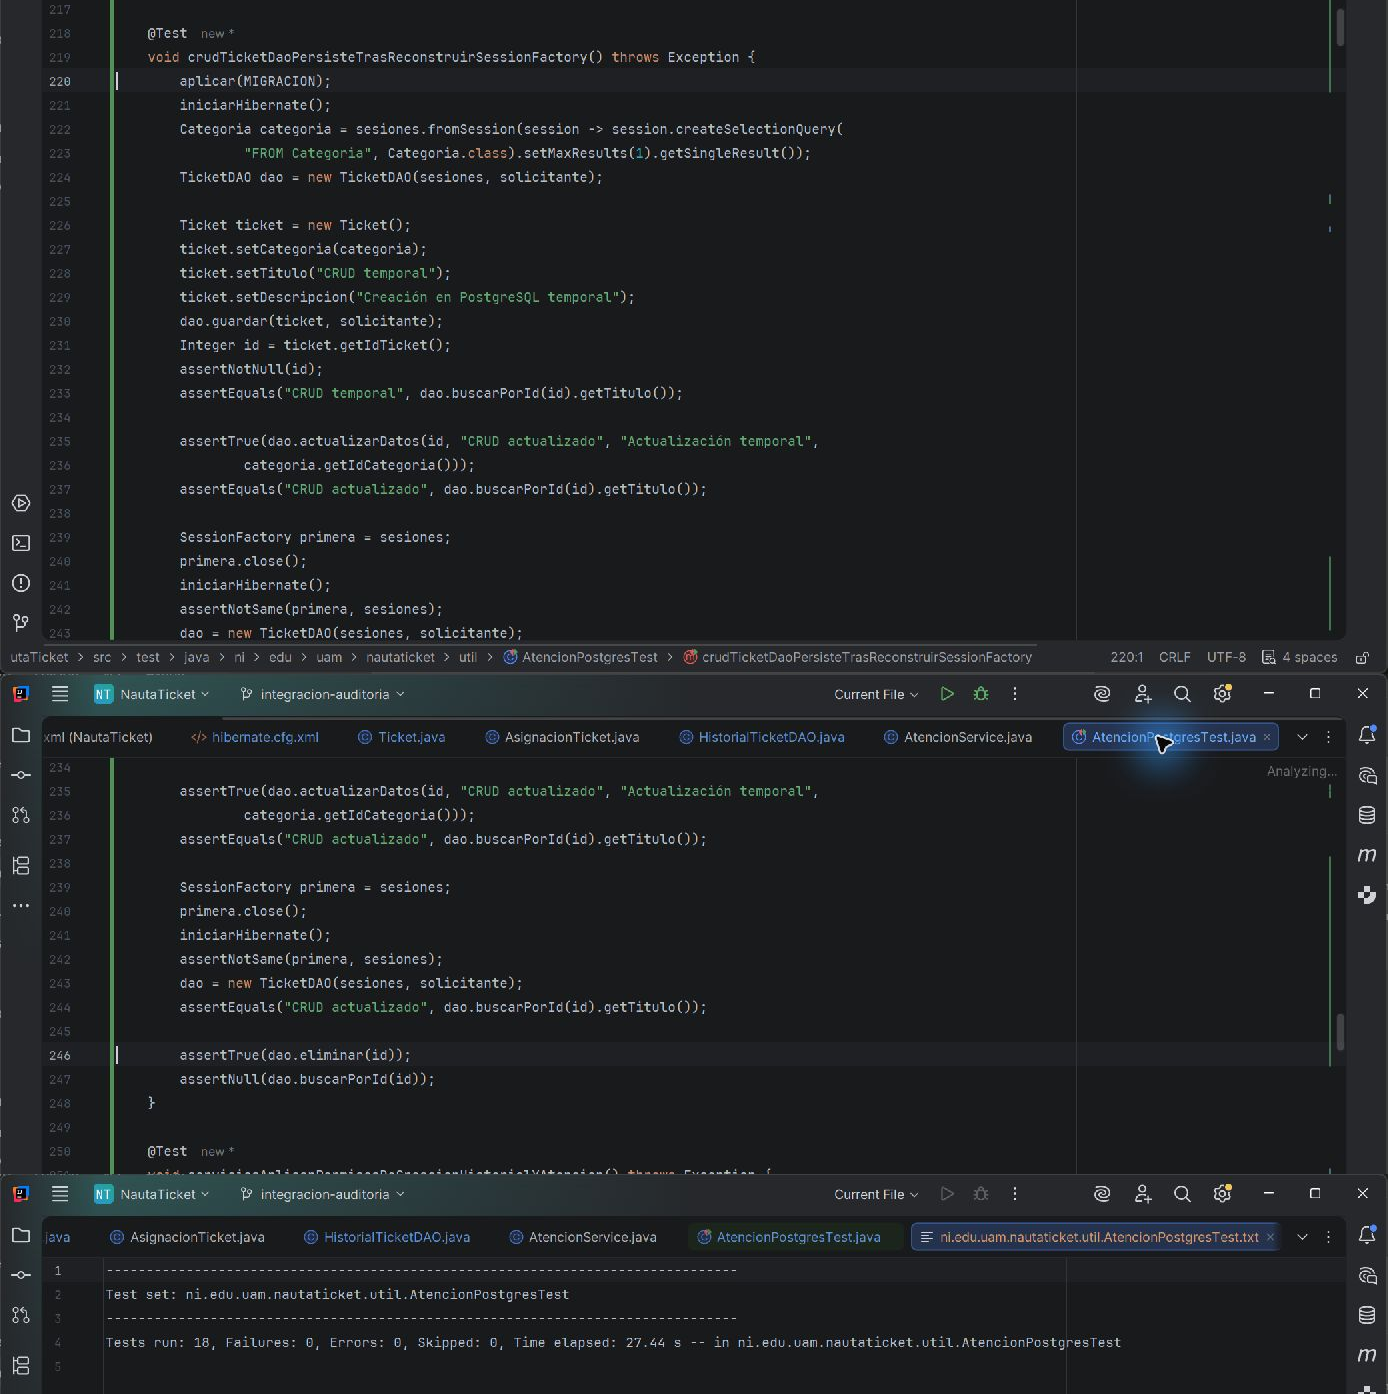 217
218 @Test new *
219 void crudTicketDaoPersisteTrasReconstruirSessionFactory() throws Exception {
220 aplicar(MIGRACION);
221 iniciarHibernate();
222 Categoria categoria = sesiones.fromSession(session -> session.createSelectionQuery(
223 "FROM Categoria", Categoria.class).setMaxResults(1).getSingleResult());
224 TicketDAO dao = new TicketDAO(sesiones, solicitante);
225
226 Ticket ticket = new Ticket();
227 ticket.setCategoria(categoria);
228 ticket.setTitulo("CRUD temporal");
229 ticket.setDescripcion("Creación en PostgreSQL temporal");
230 dao.guardar(ticket, solicitante);
231 Integer id = ticket.getIdTicket();
232 assertNotNull(id);
233 assertEquals("CRUD temporal", dao.buscarPorId(id).getTitulo());
234
235 assertTrue(dao.actualizarDatos(id, "CRUD actualizado", "Actualización temporal",
236 categoria.getIdCategoria()));
237 assertEquals("CRUD actualizado", dao.buscarPorId(id).getTitulo());
238
239 SessionFactory primera = sesiones;
240 primera.close();
241 iniciarHibernate();
242 assertNotSame(primera, sesiones);
243 dao = new TicketDAO(sesiones, solicitante);
utaTicket > src > test > java > ni > edu > uam > nautaticket > util > AtencionPostgresTest > crudTicketDaoPersisteTrasReconstruirSessionFactory 220:1 CRLF UTF-8 4 spaces
NT NautaTicket integracion-auditoria Current File
xml (NautaTicket) hibernate.cfg.xml Ticket.java AsignacionTicket.java HistorialTicketDAO.java AtencionService.java AtencionPostgresTest.java
234 Analyzing...
235 assertTrue(dao.actualizarDatos(id, "CRUD actualizado", "Actualización temporal",
236 categoria.getIdCategoria()));
237 assertEquals("CRUD actualizado", dao.buscarPorId(id).getTitulo());
238
239 SessionFactory primera = sesiones;
240 primera.close();
241 iniciarHibernate();
242 assertNotSame(primera, sesiones);
243 dao = new TicketDAO(sesiones, solicitante);
244 assertEquals("CRUD actualizado", dao.buscarPorId(id).getTitulo());
245
246 assertTrue(dao.eliminar(id));
247 assertNull(dao.buscarPorId(id));
248 }
249
250 @Test new *
throws Exception {
NT NautaTicket integracion-auditoria Current File
java AsignacionTicket.java HistorialTicketDAO.java AtencionService.java AtencionPostgresTest.java ni.edu.uam.nautaticket.util.AtencionPostgresTest.txt
1 -------------------------------------------------------------------------------
2 Test set: ni.edu.uam.nautaticket.util.AtencionPostgresTest
3 -------------------------------------------------------------------------------
4 Tests run: 18, Failures: 0, Errors: 0, Skipped: 0, Time elapsed: 27.44 s -- in ni.edu.uam.nautaticket.util.AtencionPostgresTest
5